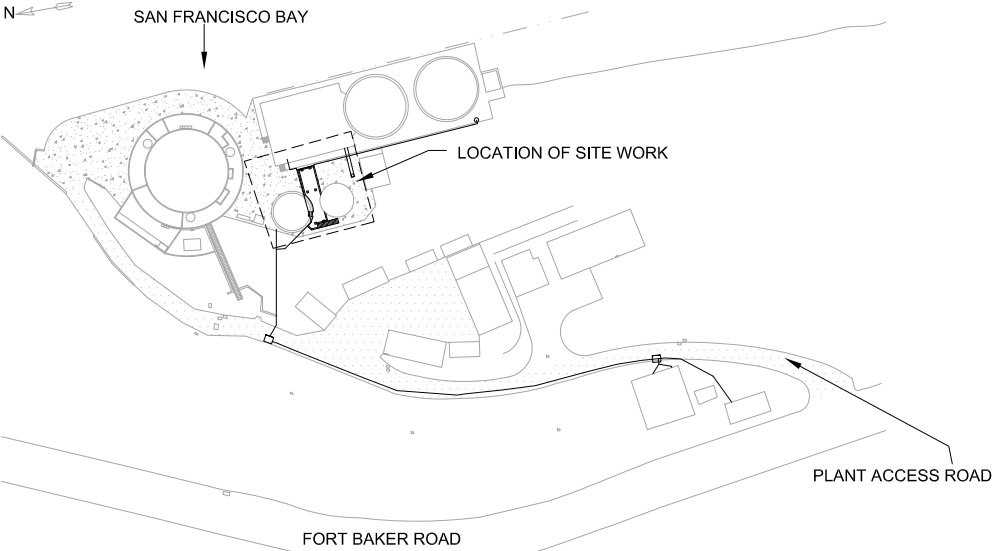 N
SAN FRANCISCO BAY
LOCATION OF SITE WORK
PLANT ACCESS ROAD
FORT BAKER ROAD